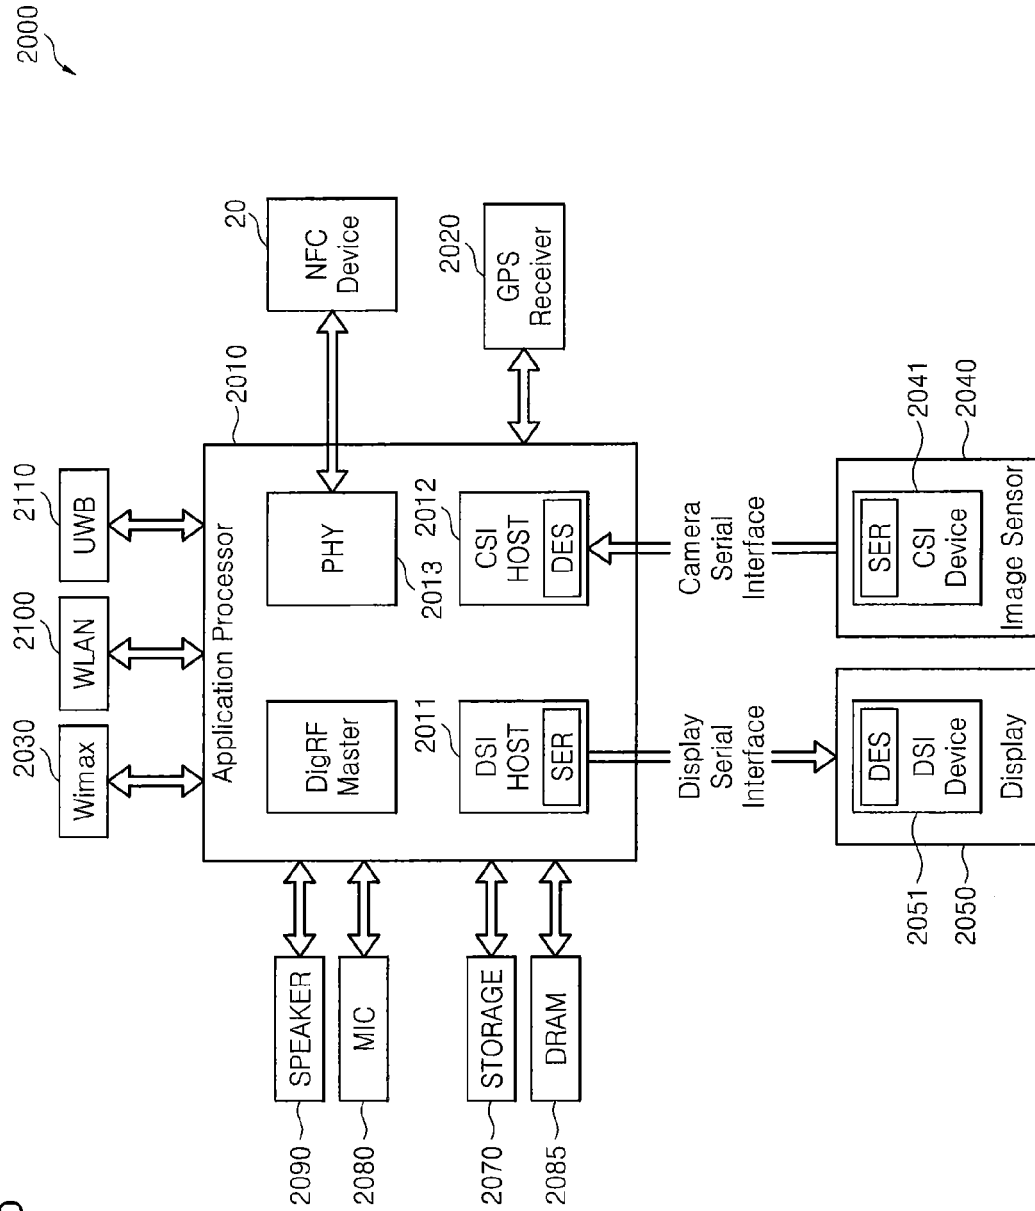 2000
2030
2100
2110
Wimax
WLAN
UWB
Application Processor
2010
20
2090
SPEAKER
DigRF
Master
PHY
NFC
Device
2080
MIC
2011
2013
2012
2020
2070
STORAGE
DSI
HOST
SER
CSI
HOST
DES
GPS
Receiver
2085
DRAM
Display
Serial
Interface
Camera
Serial
Interface
DES
DSI
Device
SER
CSI
Device
2051
2041
2050
2040
Display
Image Sensor